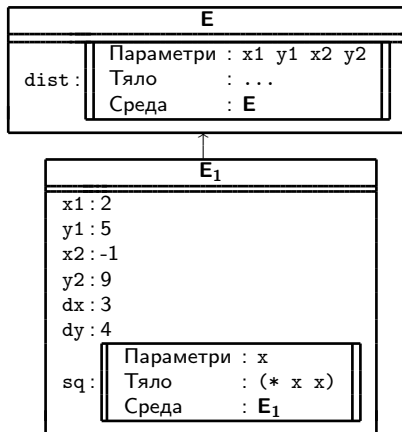 E
dist : Параметри : x1 y1 x2 y2
Тяло : ...
Среда : E
E₁
x1 : 2
y1 : 5
x2 : -1
y2 : 9
dx : 3
dy : 4
sq : Параметри : x
Тяло : (* x x)
Среда : E₁